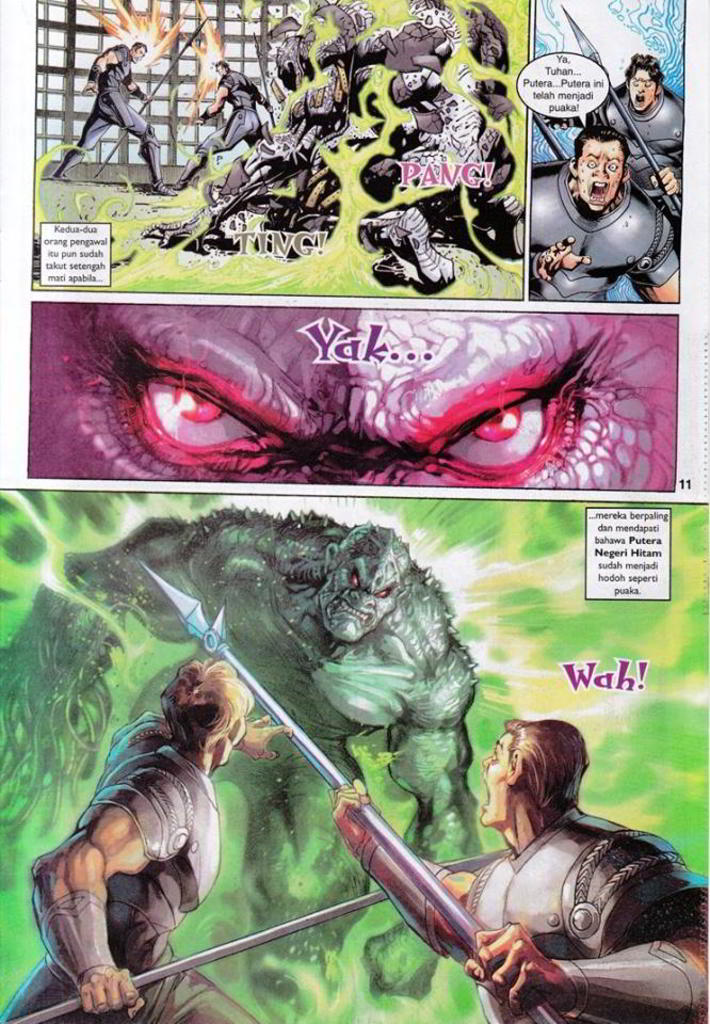 PANG!
TING!
Kedua-dua
orang pengawal
itu pun sudah
takut setengah
mati apabila...
Ya,
Tuhan...
Putera...Putera ini
telah menjadi
puaka!
Yak...
11
...mereka berpaling
dan mendapati
bahawa Putera
Negeri Hitam
sudah menjadi
hodoh seperti
puaka.
Wah!